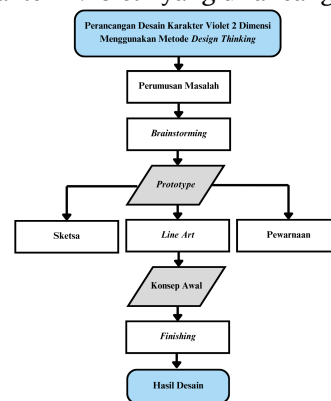 Perancangan Desain Karakter Violet 2 Dimensi
Menggunakan Metode Design Thinking
Perumusan Masalah
Brainstorming
Prototype
Sketsa
Line Art
Pewarnaan
Konsep Awal
Finishing
Hasil Desain